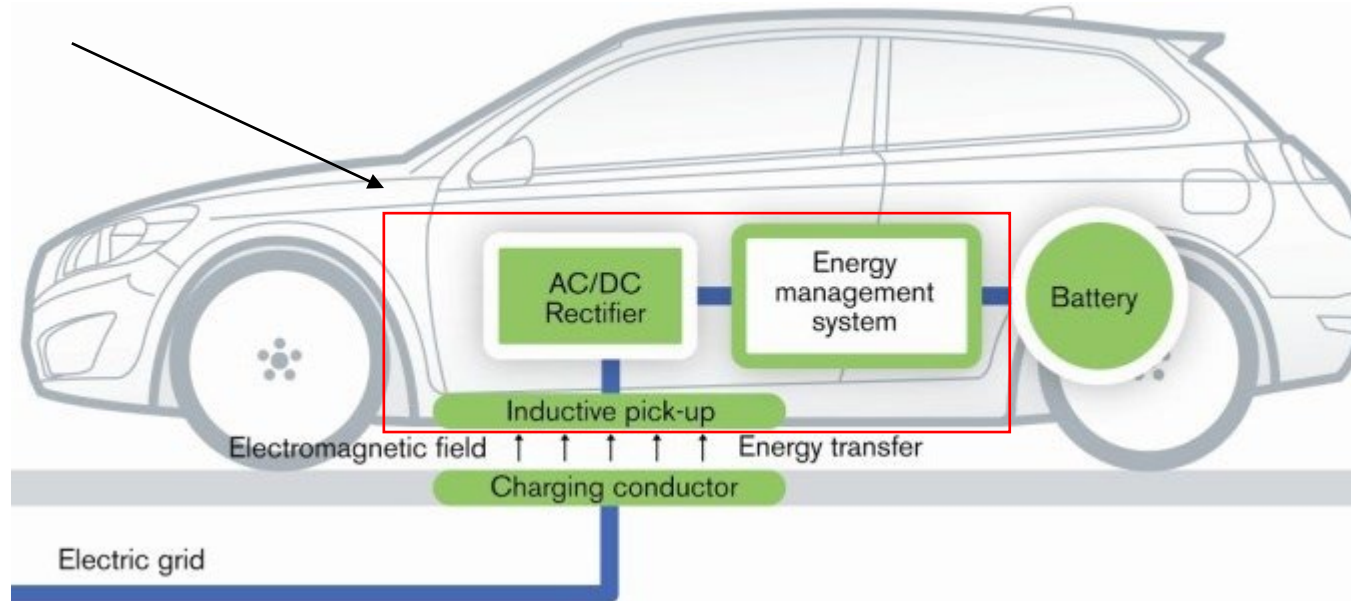 AC/DC
Rectifier
Energy
management
system
Battery
Inductive pick-up
Electromagnetic field
Energy transfer
Charging conductor
Electric grid